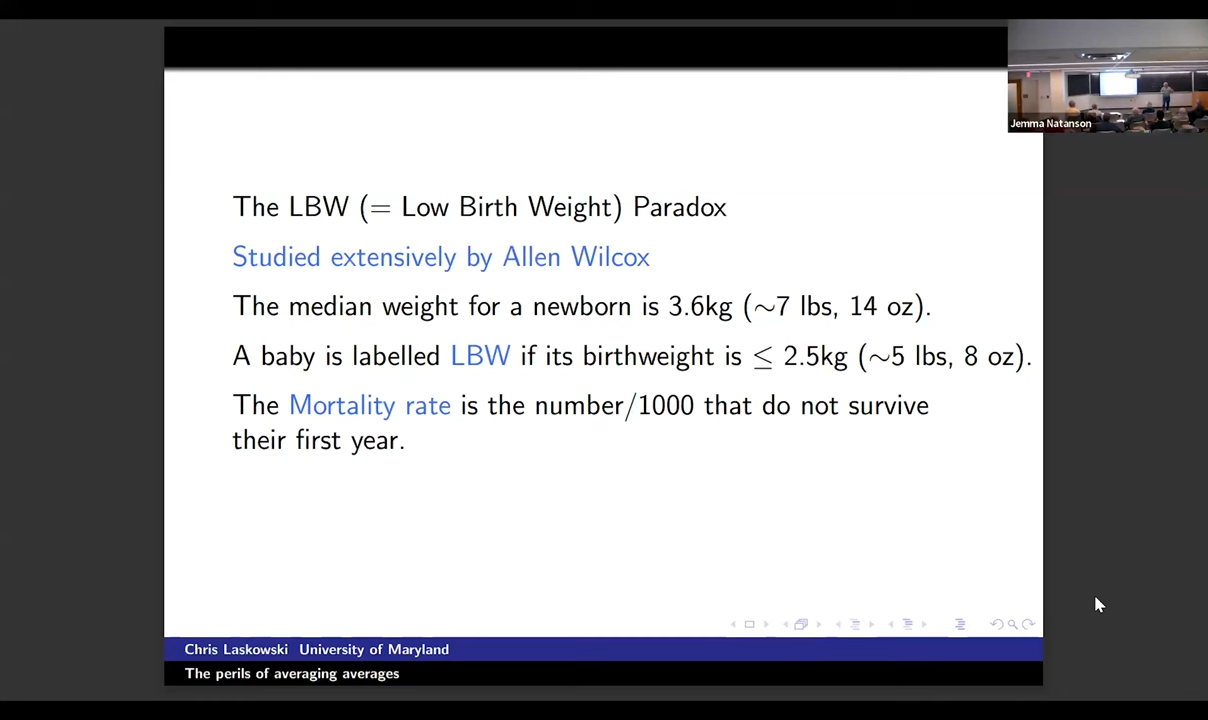 Jemma Natanson
The LBW (= Low Birth Weight) Paradox
Studied extensively by Allen Wilcox
The median weight for a newborn is 3.6kg (∼7 lbs, 14 oz).
A baby is labelled LBW if its birthweight is ≤ 2.5kg (∼5 lbs, 8 oz).
The Mortality rate is the number/1000 that do not survive
their first year.
Chris Laskowski University of Maryland
The perils of averaging averages